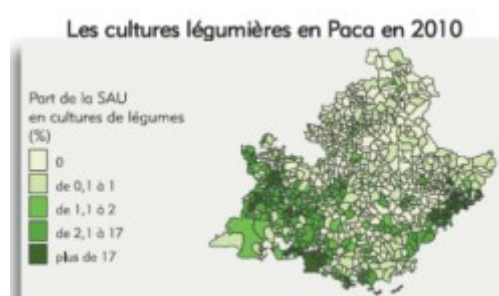 Les cultures légumières en Paca en 2010
Part de la SAU
en cultures de légumes
(%)
0
de 0,1 à 1
de 1,1 à 2
de 2,1 à 17
plus de 17